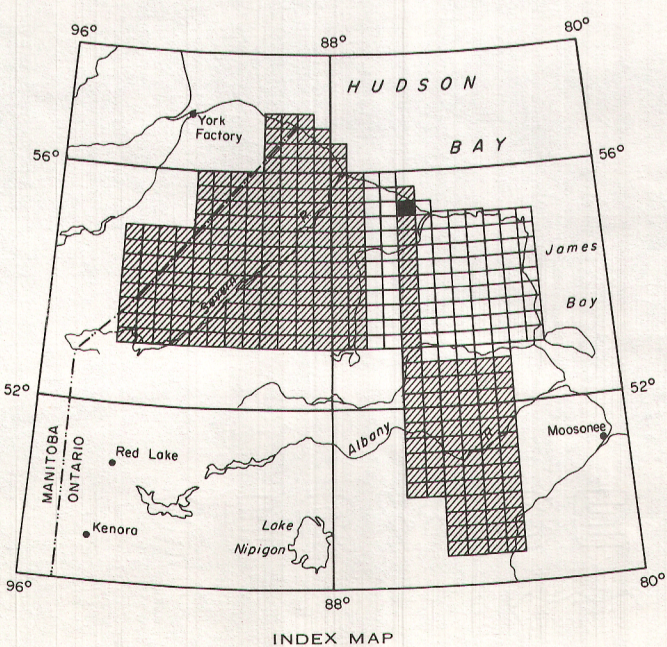 96°
88°
80°
HUDSON
BAY
York
Factory
56°
56°
James
Bay
Severn
R.
52°
52°
MANITOBA
ONTARIO
Red Lake
Albany
R.
Moosonee
Kenora
Lake
Nipigon
96°
88°
80°
INDEX MAP